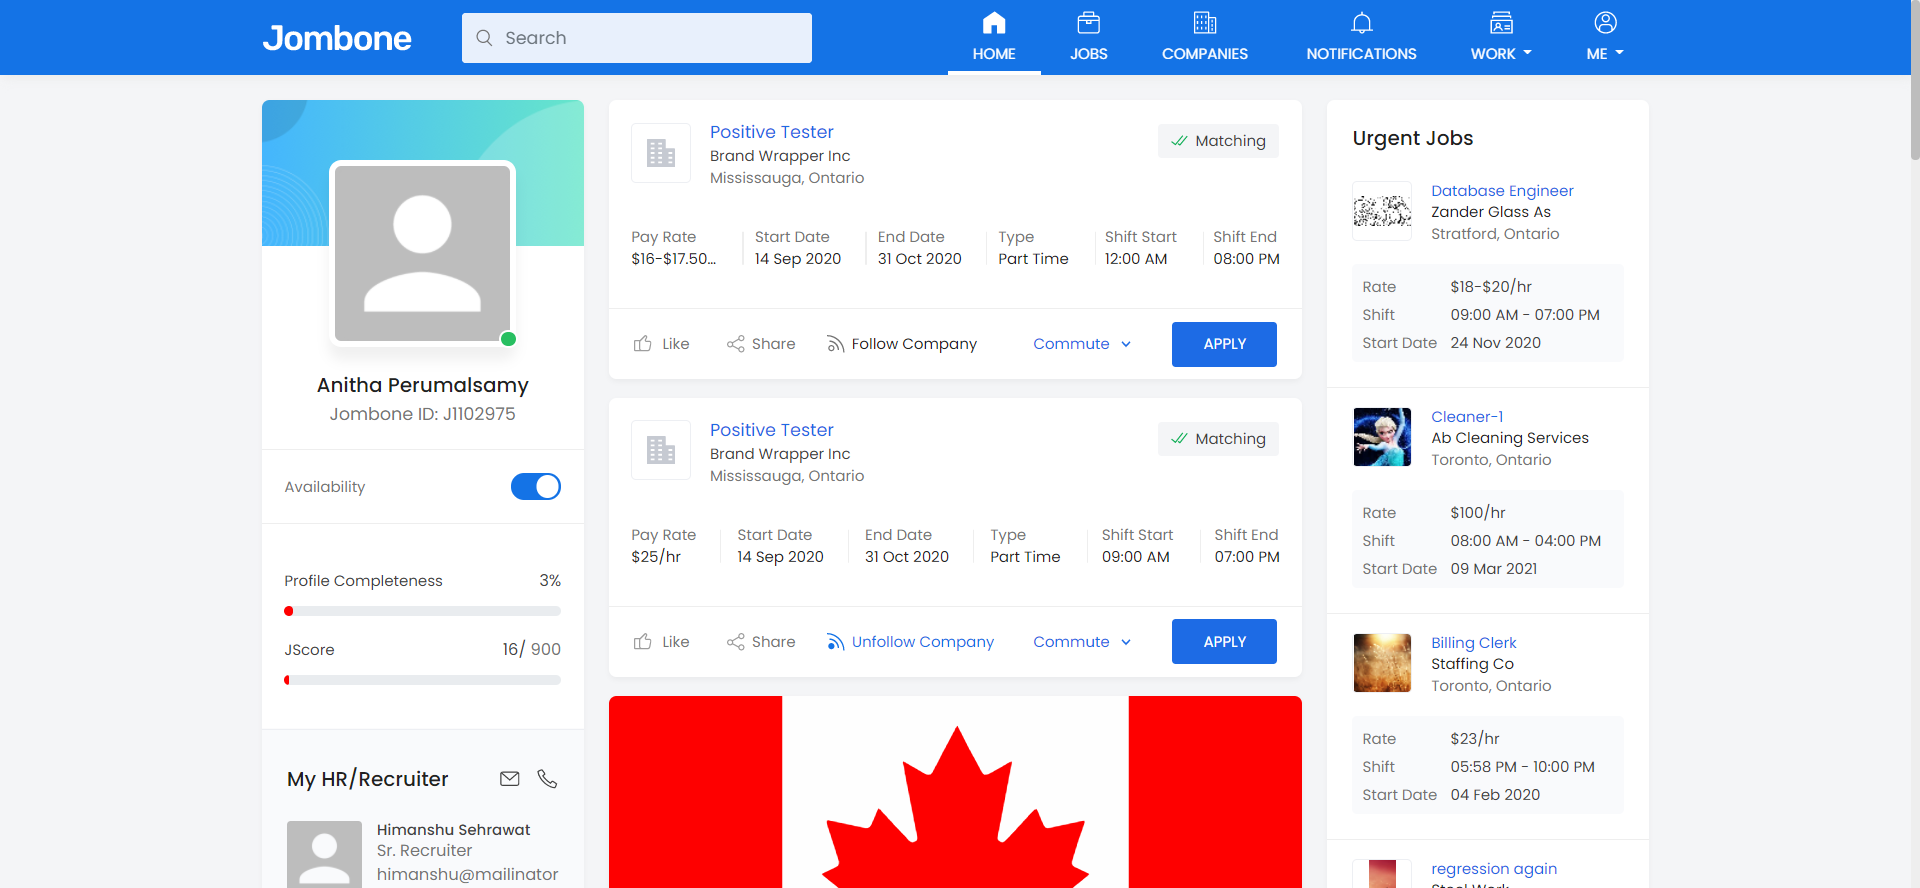 Jombone
Search
HOME
JOBS
COMPANIES
NOTIFICATIONS
WORK
ME
Anitha Perumalsamy
Jombone ID: J1102975
Availability
Profile Completeness 3%
JScore 16/ 900
My HR/Recruiter
Himanshu Sehrawat
Sr. Recruiter
himanshu@mailinator
Positive Tester
Brand Wrapper Inc
Mississauga, Ontario
Matching
Pay Rate Start Date End Date Type Shift Start Shift End
$16-$17.50... 14 Sep 2020 31 Oct 2020 Part Time 12:00 AM 08:00 PM
Like Share Follow Company Commute APPLY
Positive Tester
Brand Wrapper Inc
Mississauga, Ontario
Matching
Pay Rate Start Date End Date Type Shift Start Shift End
$25/hr 14 Sep 2020 31 Oct 2020 Part Time 09:00 AM 07:00 PM
Like Share Unfollow Company Commute APPLY
Urgent Jobs
Database Engineer
Zander Glass As
Stratford, Ontario
Rate $18-$20/hr
Shift 09:00 AM - 07:00 PM
Start Date 24 Nov 2020
Cleaner-1
Ab Cleaning Services
Toronto, Ontario
Rate $100/hr
Shift 08:00 AM - 04:00 PM
Start Date 09 Mar 2021
Billing Clerk
Staffing Co
Toronto, Ontario
Rate $23/hr
Shift 05:58 PM - 10:00 PM
Start Date 04 Feb 2020
regression again
Steel Work